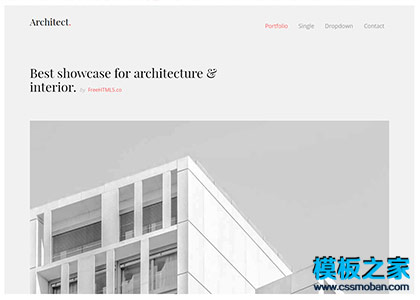 Architect.
Portfolio Single Dropdown Contact
Best showcase for architecture &
interior. by FreeHTML5.co
模板之家
www.cssmoban.com